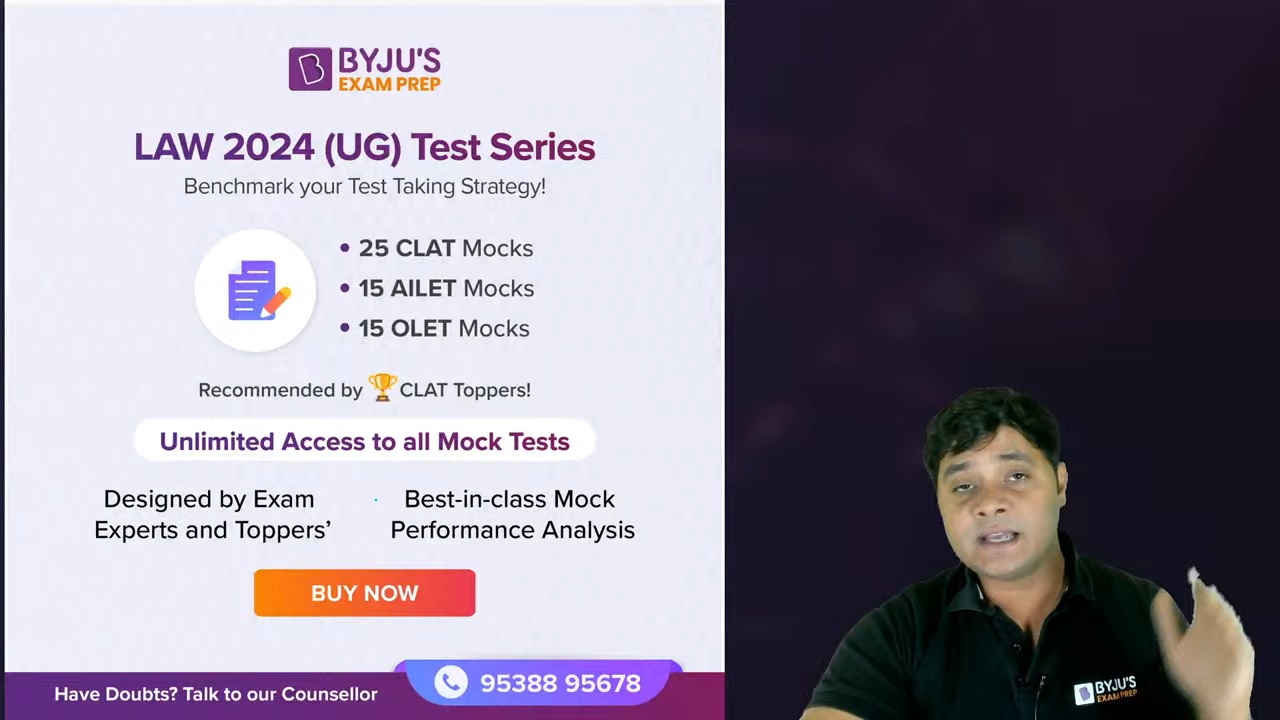 BYJU'S
EXAM PREP
LAW 2024 (UG) Test Series
Benchmark your Test Taking Strategy!
• 25 CLAT Mocks
• 15 AILET Mocks
• 15 OLET Mocks
Recommended by 🏆 CLAT Toppers!
Unlimited Access to all Mock Tests
Designed by Exam
Experts and Toppers’
Best-in-class Mock
Performance Analysis
BUY NOW
Have Doubts? Talk to our Counsellor
95388 95678
BYJU'S
EXAM PREP